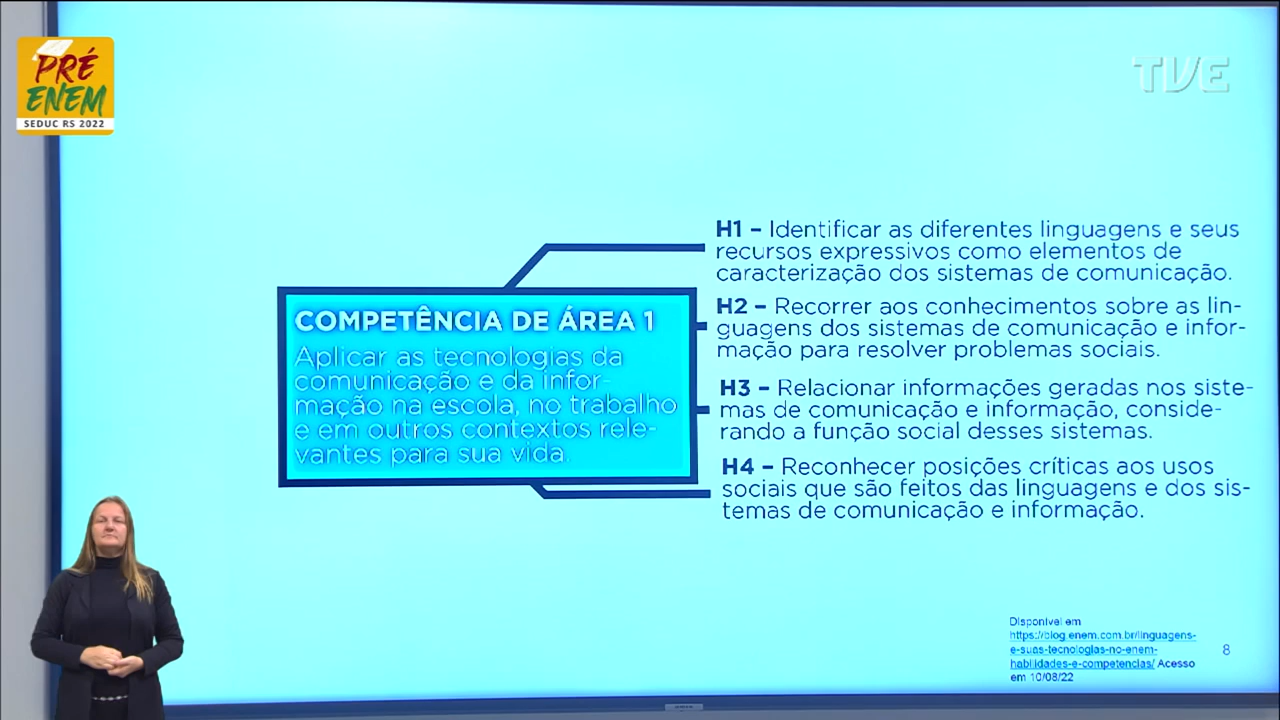 PRÉ
ENEM
SEDUC RS 2022
TVE
H1 – Identificar as diferentes linguagens e seus
recursos expressivos como elementos de
caracterização dos sistemas de comunicação.
COMPETÊNCIA DE ÁREA 1
Aplicar as tecnologias da
comunicação e da infor-
mação na escola, no trabalho
e em outros contextos rele-
vantes para sua vida.
H2 – Recorrer aos conhecimentos sobre as lin-
guagens dos sistemas de comunicação e infor-
mação para resolver problemas sociais.
H3 – Relacionar informações geradas nos siste-
mas de comunicação e informação, conside-
rando a função social desses sistemas.
H4 – Reconhecer posições críticas aos usos
sociais que são feitos das linguagens e dos sis-
temas de comunicação e informação.
Disponível em
https://blog.enem.com.br/linguagens-
e-suas-tecnologias-no-enem-
habilidades-e-competencias/ Acesso
em 10/08/22
8